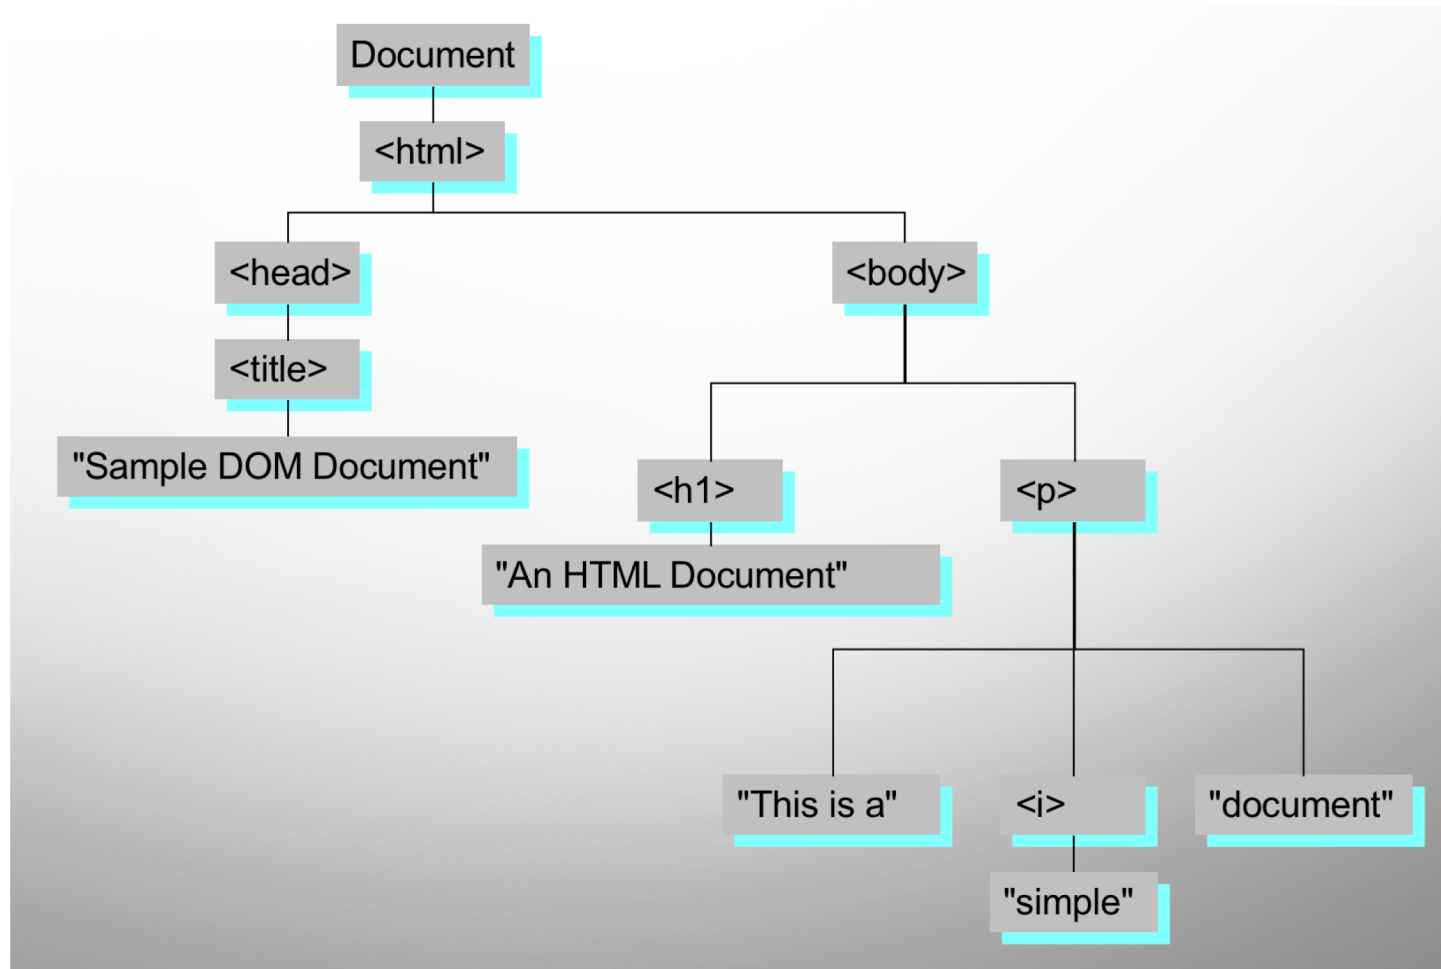 Document
<html>
<head>
<body>
<title>
"Sample DOM Document"
<h1>
<p>
"An HTML Document"
"This is a"
<i>
"document"
"simple"